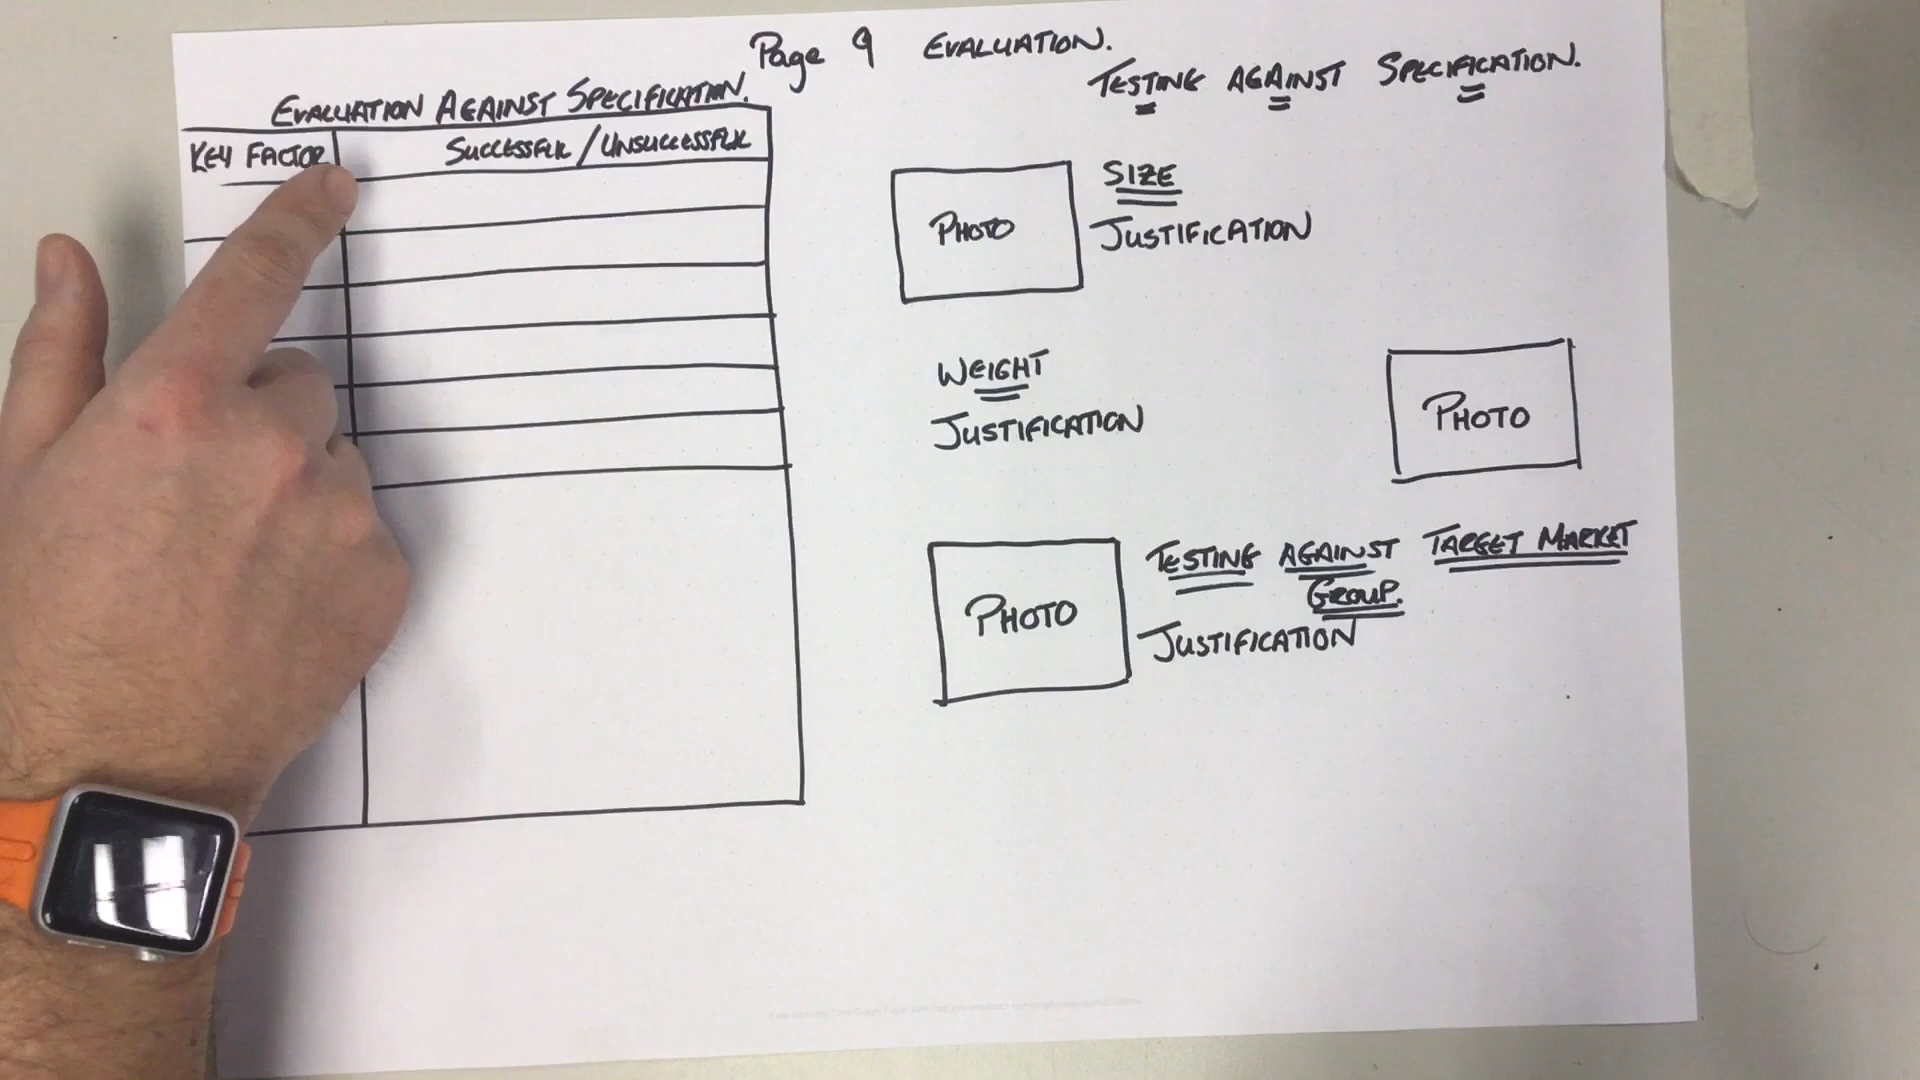 Page 9 EVALUATION.
EVALUATION AGAINST SPECIFICATION.
KEY FACTOR
SUCCESSFUL / UNSUCCESSFUL
TESTING AGAINST SPECIFICATION.
PHOTO
SIZE
JUSTIFICATION
WEIGHT
JUSTIFICATION
PHOTO
PHOTO
TESTING AGAINST TARGET MARKET
GROUP.
JUSTIFICATION